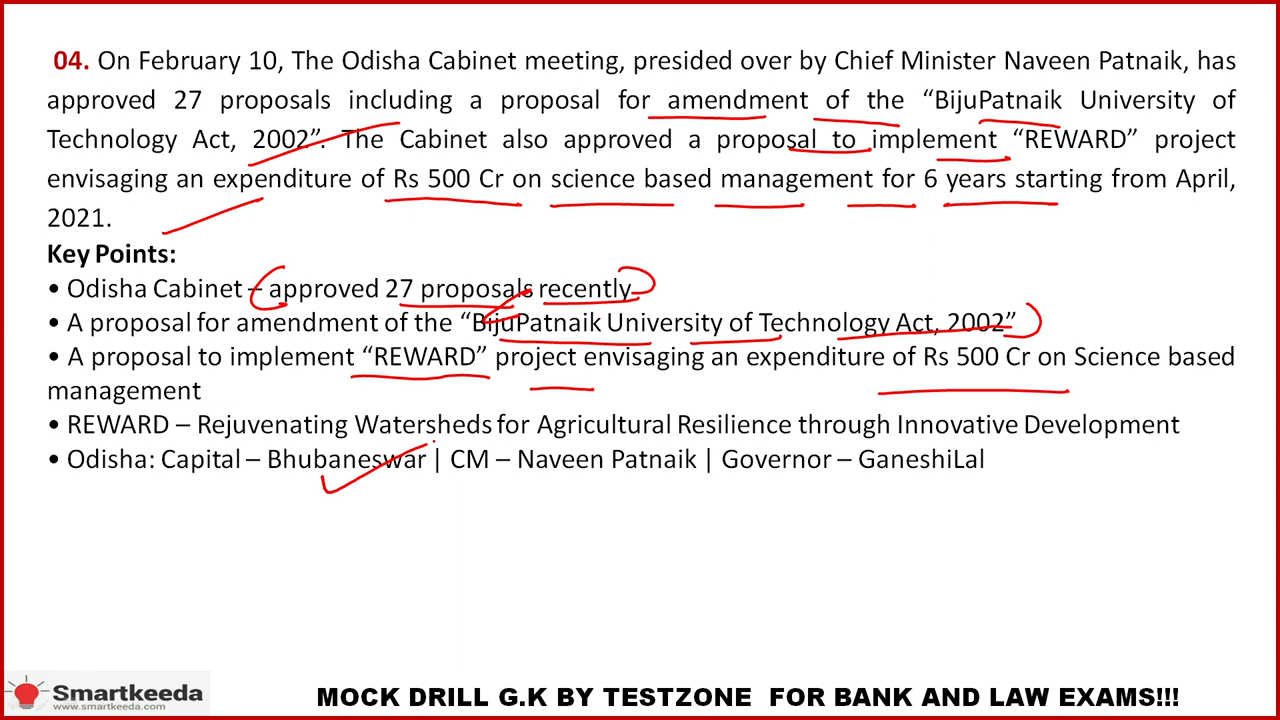 04. On February 10, The Odisha Cabinet meeting, presided over by Chief Minister Naveen Patnaik, has
approved 27 proposals including a proposal for amendment of the “BijuPatnaik University of
Technology Act, 2002”. The Cabinet also approved a proposal to implement “REWARD” project
envisaging an expenditure of Rs 500 Cr on science based management for 6 years starting from April,
2021.
Key Points:
• Odisha Cabinet – approved 27 proposals recently
• A proposal for amendment of the “BijuPatnaik University of Technology Act, 2002”
• A proposal to implement “REWARD” project envisaging an expenditure of Rs 500 Cr on Science based
management
• REWARD – Rejuvenating Watersheds for Agricultural Resilience through Innovative Development
• Odisha: Capital – Bhubaneswar | CM – Naveen Patnaik | Governor – GaneshiLal
Smartkeeda
www.smartkeeda.com
MOCK DRILL G.K BY TESTZONE FOR BANK AND LAW EXAMS!!!